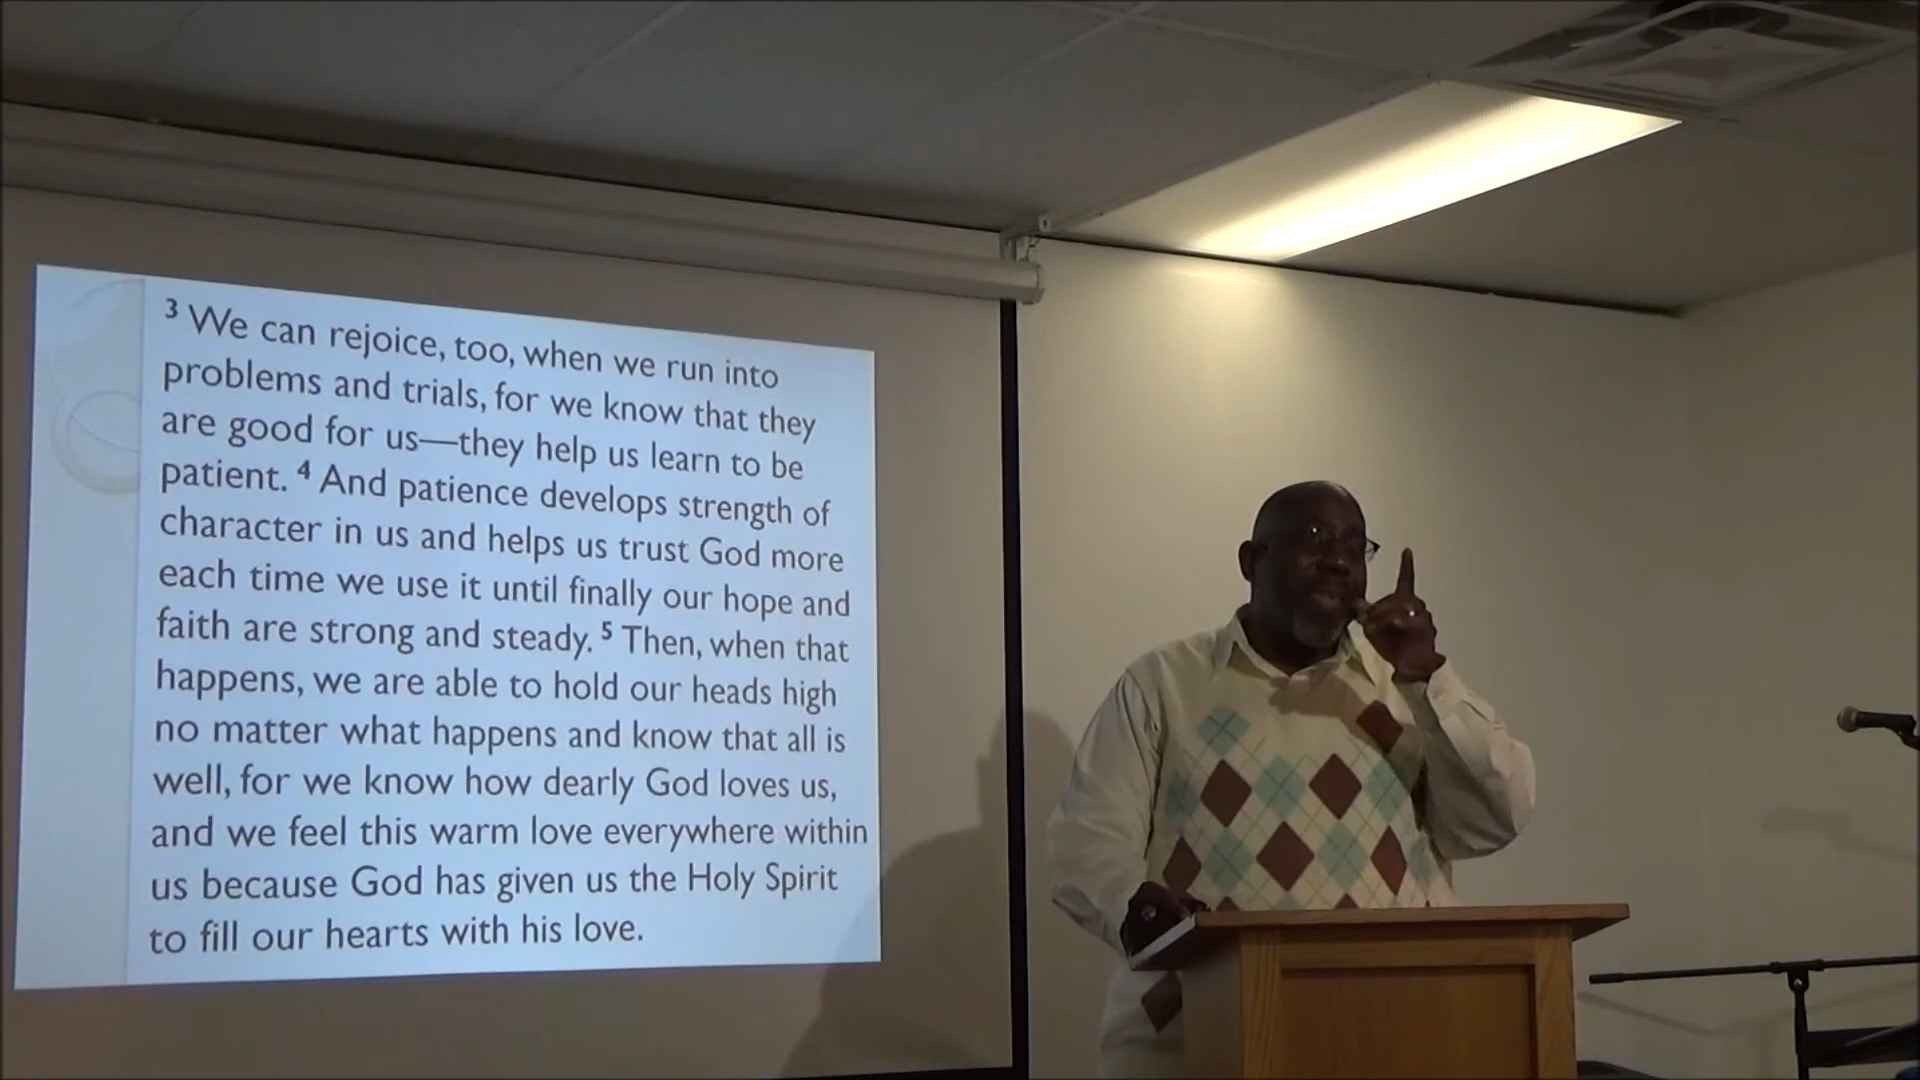 3 We can rejoice, too, when we run into
problems and trials, for we know that they
are good for us—they help us learn to be
patient. 4 And patience develops strength of
character in us and helps us trust God more
each time we use it until finally our hope and
faith are strong and steady. 5 Then, when that
happens, we are able to hold our heads high
no matter what happens and know that all is
well, for we know how dearly God loves us,
and we feel this warm love everywhere within
us because God has given us the Holy Spirit
to fill our hearts with his love.